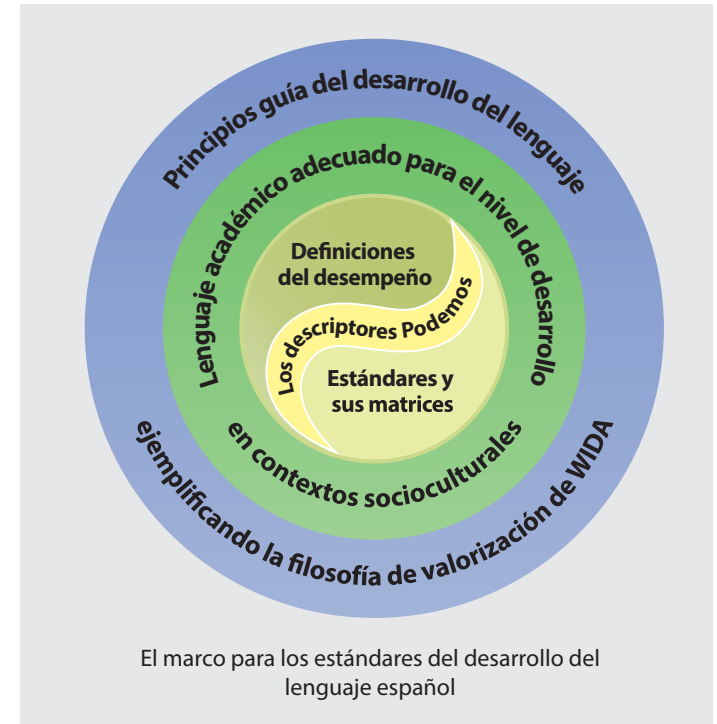 Principios guía del desarrollo del lenguaje
ejemplificando la filosofía de valorización de WIDA
Lenguaje académico adecuado para el nivel de desarrollo
en contextos socioculturales
Definiciones
del desempeño
Los descriptores Podemos
Estándares y
sus matrices
El marco para los estándares del desarrollo del
lenguaje español